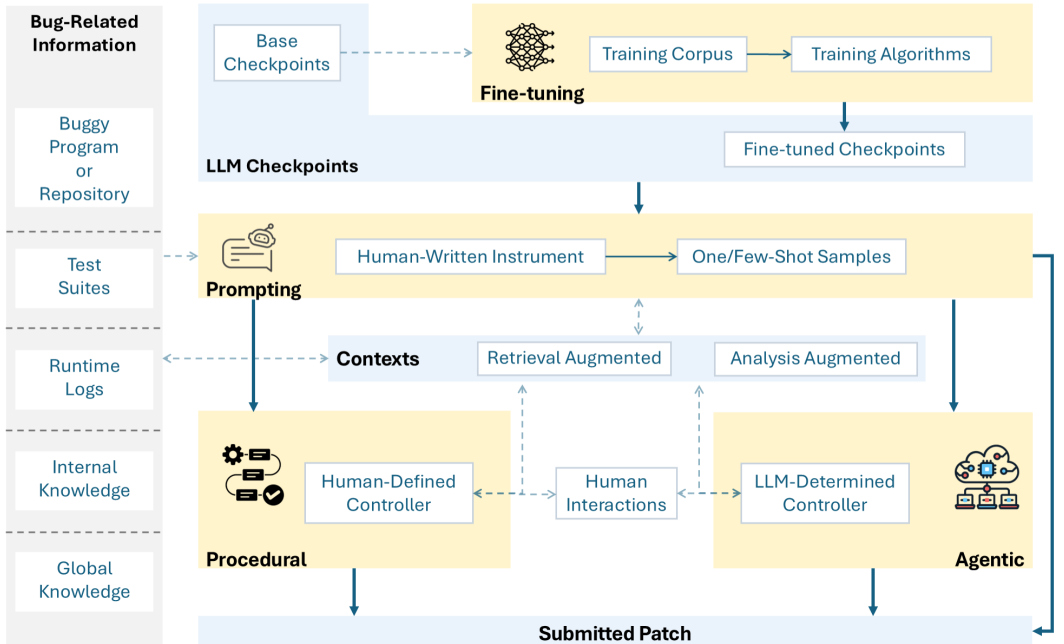 Bug-Related
Information
Buggy
Program
or
Repository
Test
Suites
Runtime
Logs
Internal
Knowledge
Global
Knowledge
Base
Checkpoints
Training Corpus
Training Algorithms
Fine-tuning
Fine-tuned Checkpoints
LLM Checkpoints
Human-Written Instrument
One/Few-Shot Samples
Prompting
Contexts
Retrieval Augmented
Analysis Augmented
Human-Defined
Controller
Procedural
Human
Interactions
LLM-Determined
Controller
Agentic
Submitted Patch